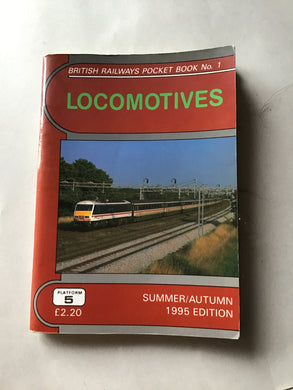 BRITISH RAILWAYS POCKET BOOK No. 1
LOCOMOTIVES
PLATFORM
5
£2.20
SUMMER/AUTUMN
1995 EDITION